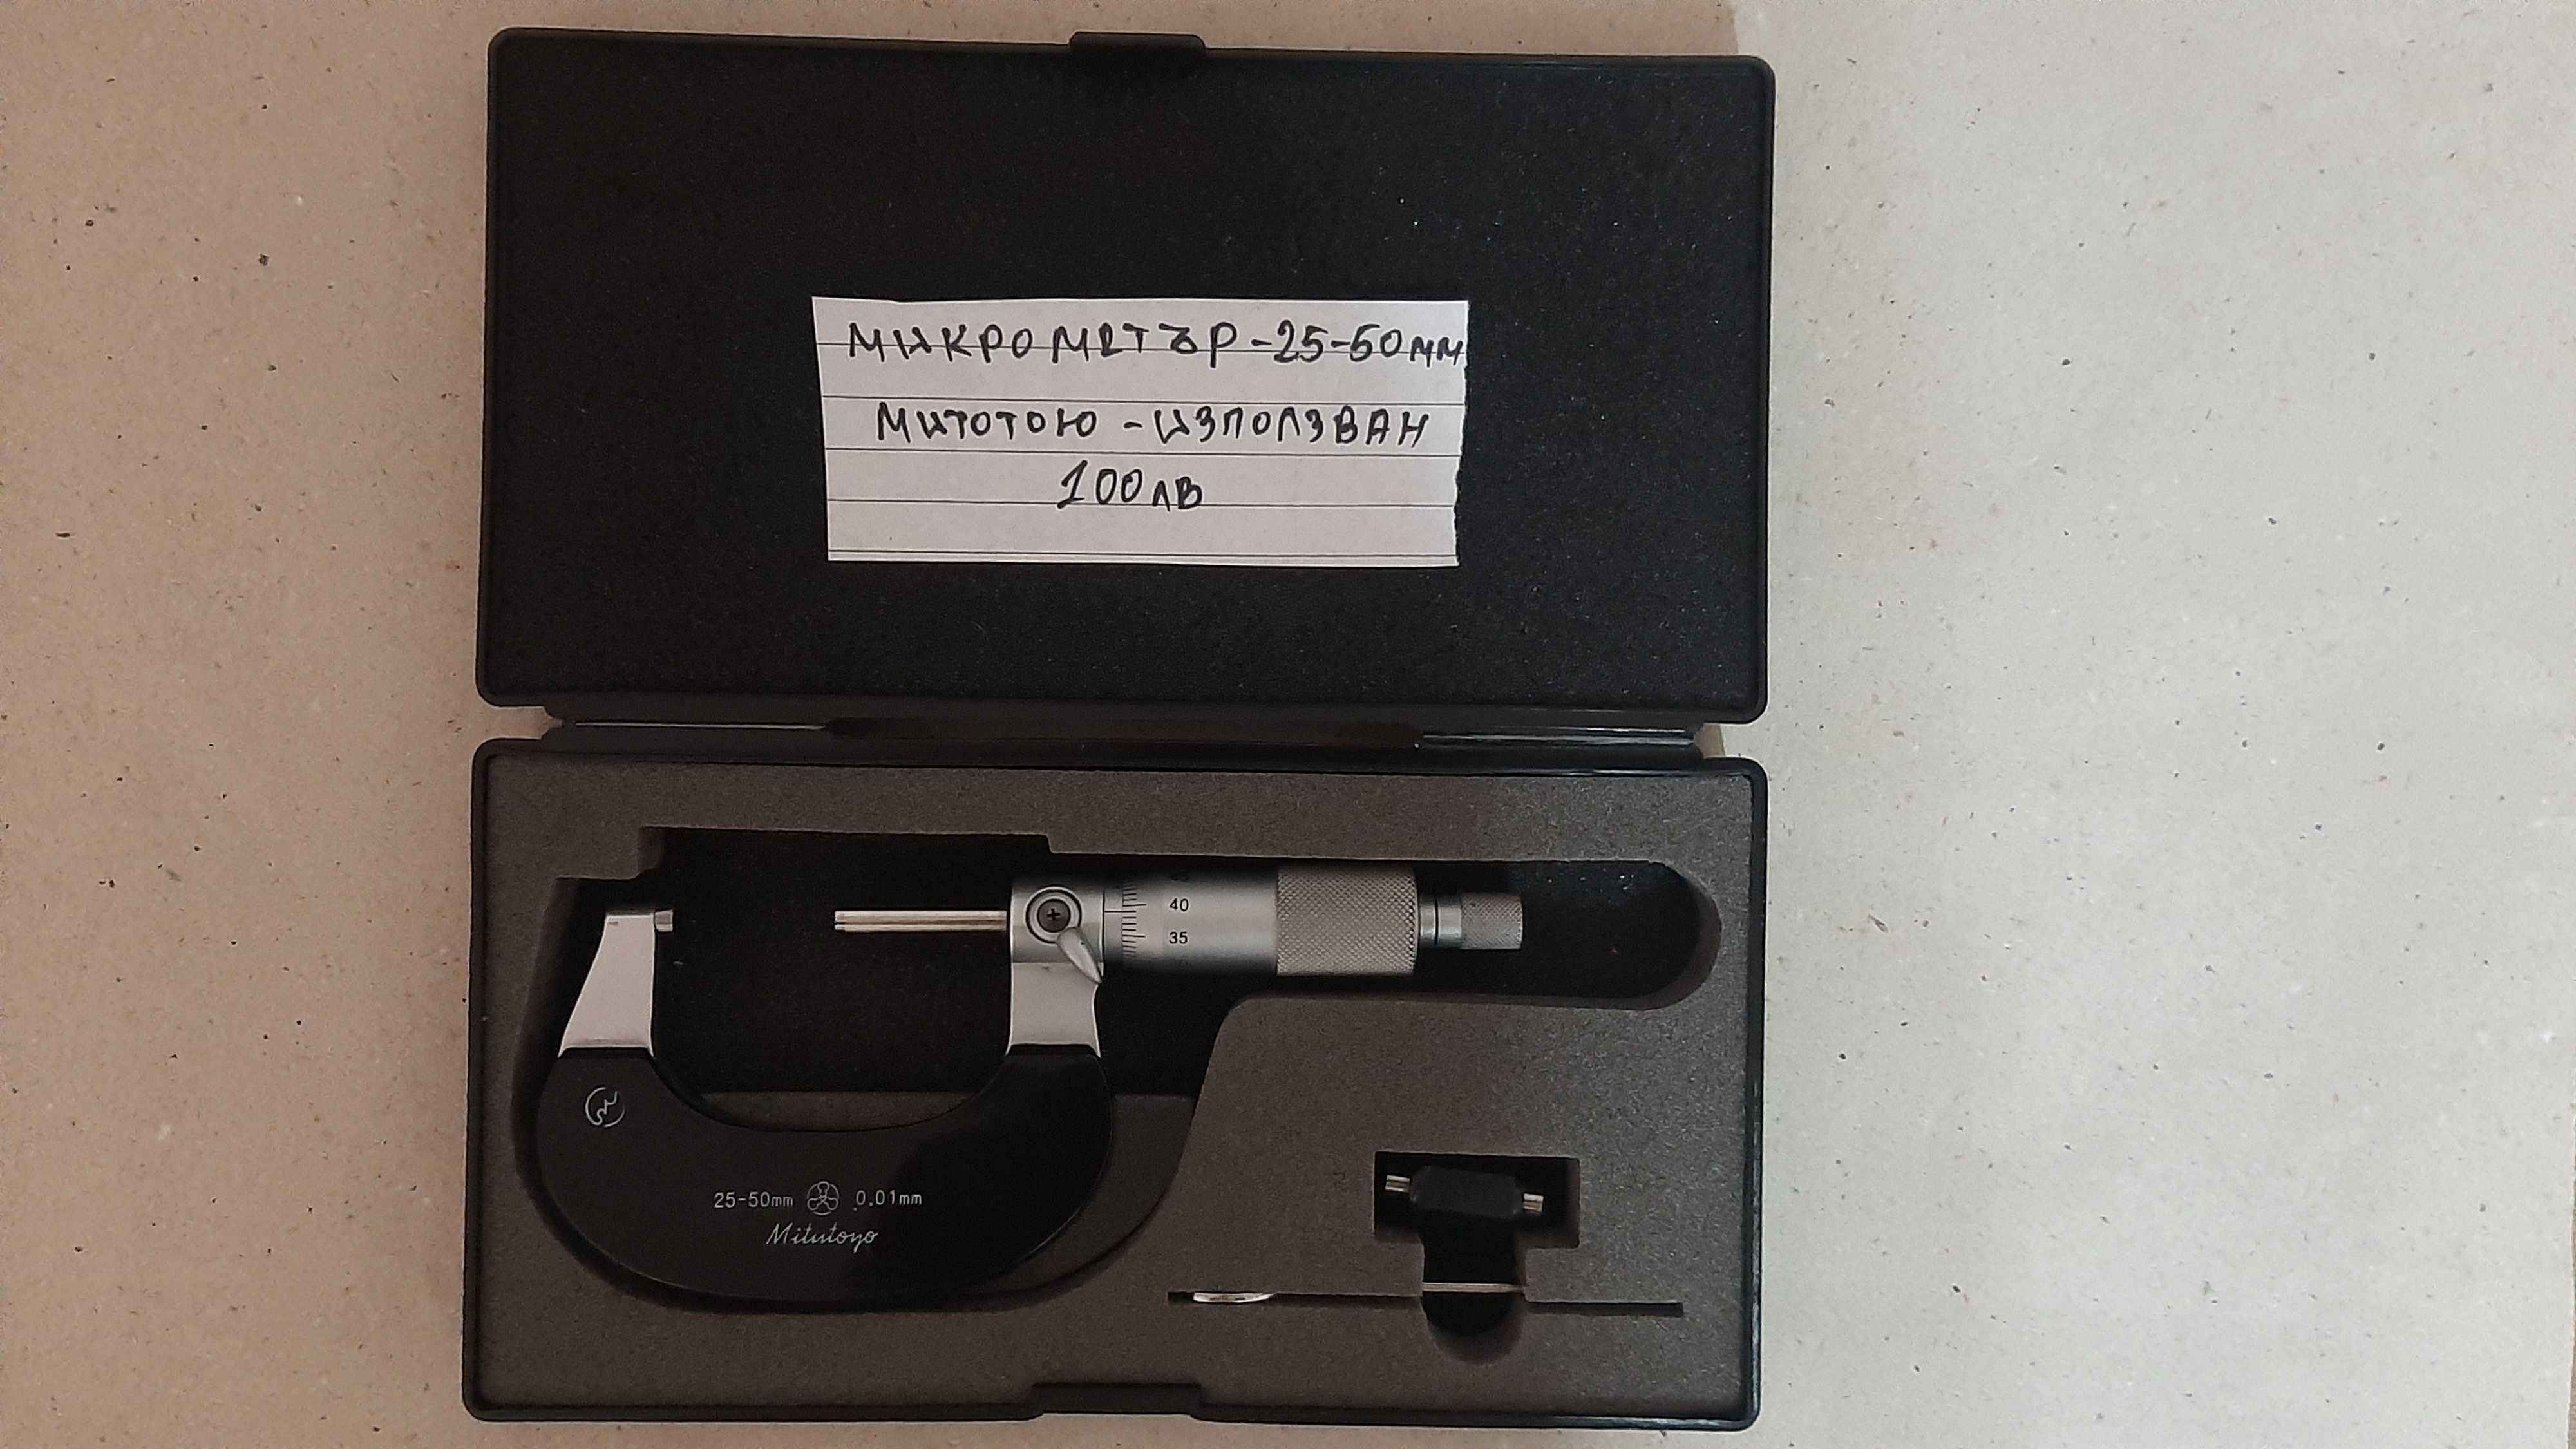 МИКРОМЕТЪР-25-50мм
МИТОТОЮ-ИЗПОЛЗВАН
100лв
40
35
25-50mm 0.01mm
Mitutoyo